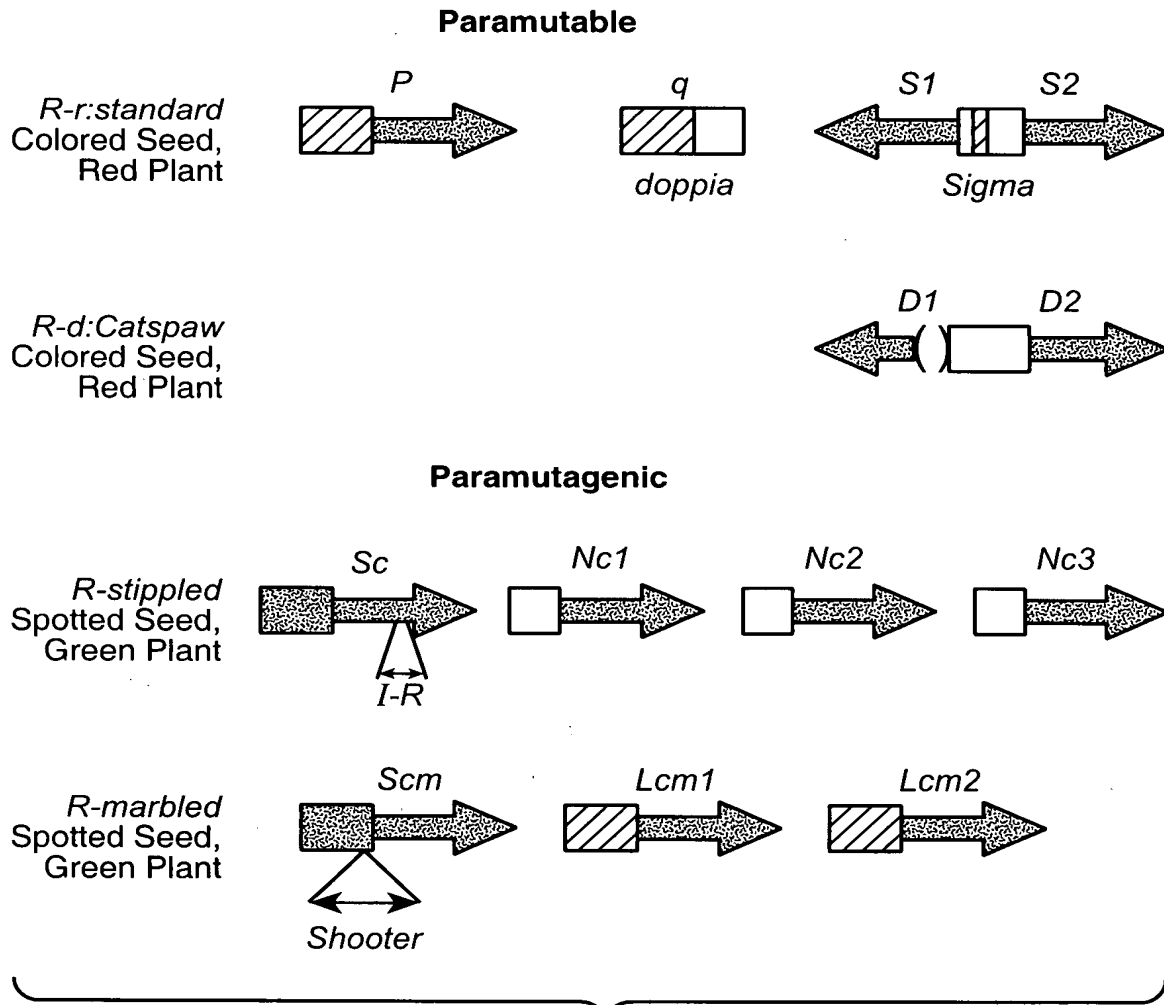 Paramutable
R-r:standard
Colored Seed,
Red Plant
P
q
doppia
S1
S2
Sigma
R-d:Catspaw
Colored Seed,
Red Plant
D1
D2
Paramutagenic
R-stippled
Spotted Seed,
Green Plant
Sc
I-R
Nc1
Nc2
Nc3
R-marbled
Spotted Seed,
Green Plant
Scm
Shooter
Lcm1
Lcm2